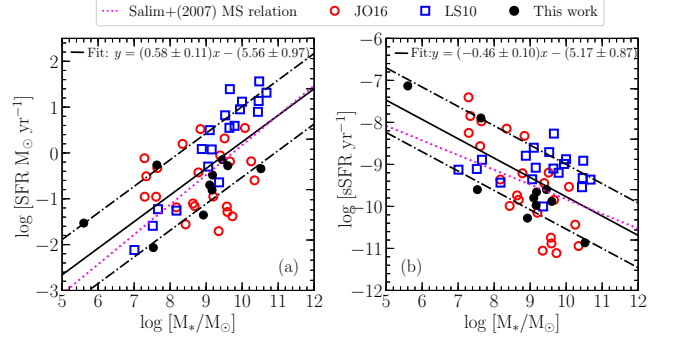 Salim+(2007) MS relation JO16 LS10 This work
Fit: y = (0.58 ± 0.11)x − (5.56 ± 0.97)
Fit:y = (−0.46 ± 0.10)x − (5.17 ± 0.87)
log [SFR M⊙ yr⁻¹]
2
1
0
−1
−2
−3
(a)
5 6 7 8 9 10 11 12
log [M*/M⊙]
log [sSFR yr⁻¹]
−6
−7
−8
−9
−10
−11
−12
(b)
5 6 7 8 9 10 11 12
log [M*/M⊙]